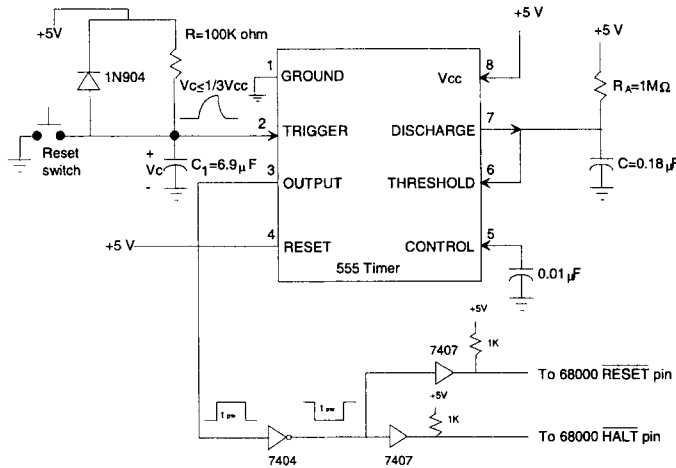 +5V
R=100K ohm
1N904
Vc≤1/3Vcc
Reset switch
+
Vc
-
C1=6.9µF
1
GROUND
2
TRIGGER
3
OUTPUT
4
RESET
+5 V
8
Vcc
+5 V
7
DISCHARGE
6
THRESHOLD
5
CONTROL
555 Timer
+5 V
RA=1MΩ
C=0.18µF
0.01µF
+5V
1K
7407
To 68000 RESET pin
+5V
1K
tpw
tpw
7404
7407
To 68000 HALT pin